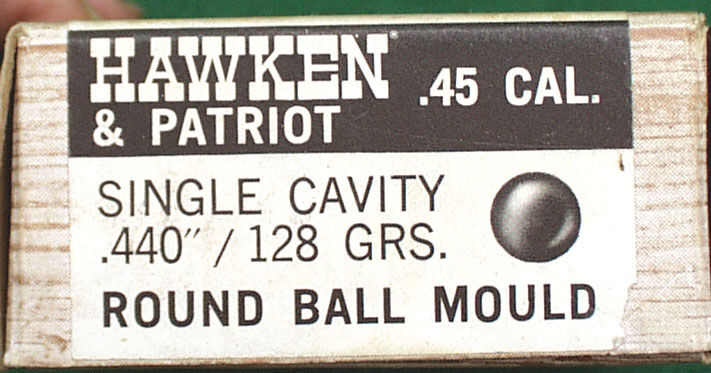 HAWKEN® .45 CAL.
& PATRIOT
SINGLE CAVITY
.440″ / 128 GRS.
ROUND BALL MOULD